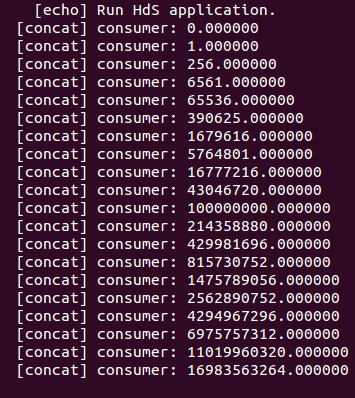 [echo] Run HdS application.
[concat] consumer: 0.000000
[concat] consumer: 1.000000
[concat] consumer: 256.000000
[concat] consumer: 6561.000000
[concat] consumer: 65536.000000
[concat] consumer: 390625.000000
[concat] consumer: 1679616.000000
[concat] consumer: 5764801.000000
[concat] consumer: 16777216.000000
[concat] consumer: 43046720.000000
[concat] consumer: 100000000.000000
[concat] consumer: 214358880.000000
[concat] consumer: 429981696.000000
[concat] consumer: 815730752.000000
[concat] consumer: 1475789056.000000
[concat] consumer: 2562890752.000000
[concat] consumer: 4294967296.000000
[concat] consumer: 6975757312.000000
[concat] consumer: 11019960320.000000
[concat] consumer: 16983563264.000000